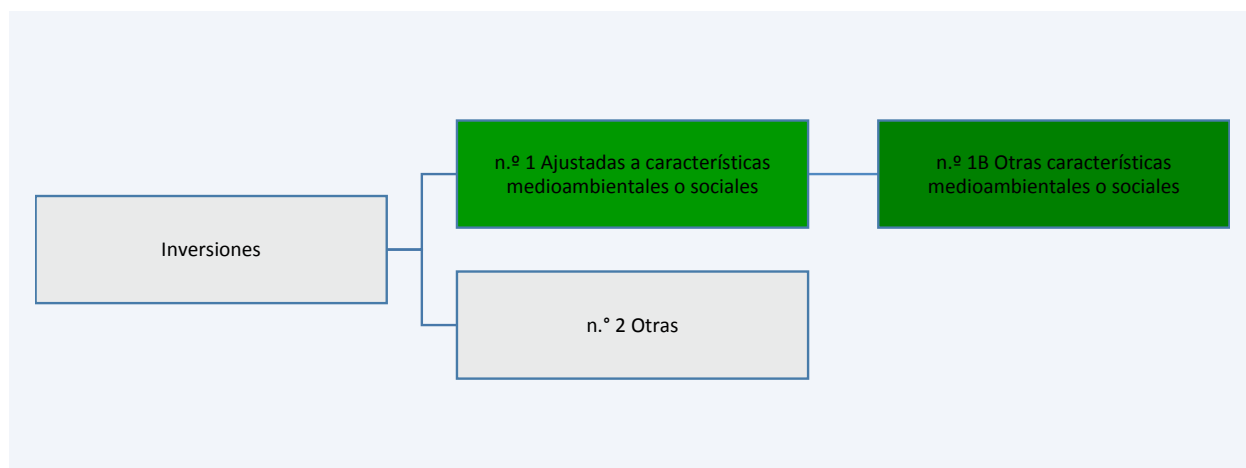 n.º 1 Ajustadas a características
medioambientales o sociales
n.º 1B Otras características
medioambientales o sociales
Inversiones
n.° 2 Otras